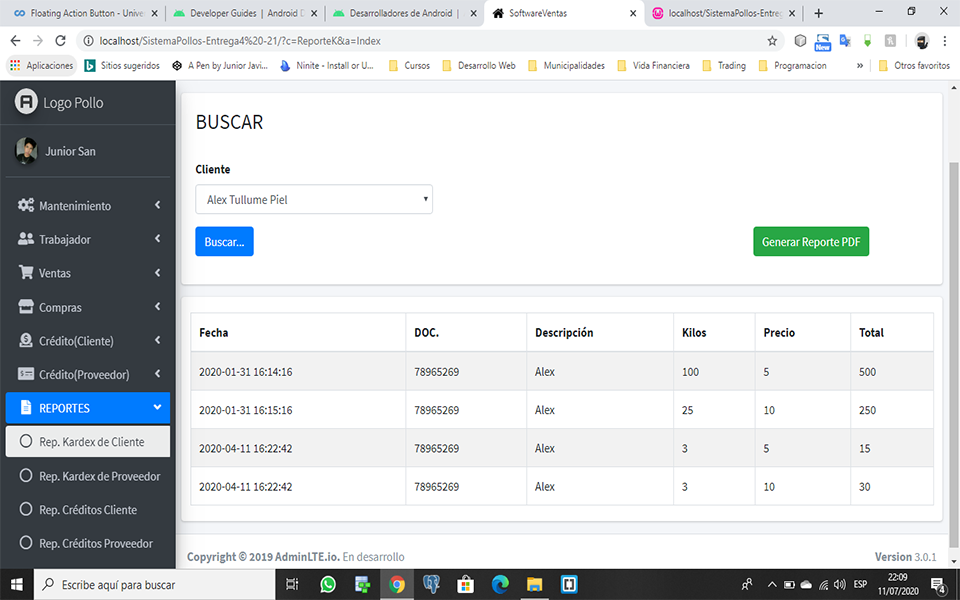 Floating Action Button - Univer
Developer Guides | Android D
Desarrolladores de Android |
SoftwareVentas
localhost/SistemaPollos-Entreg
localhost/SistemaPollos-Entrega4%20-21/?c=ReporteK&a=Index
New
Aplicaciones
Sitios sugeridos
A Pen by Junior Javi...
Ninite - Install or U...
Cursos
Desarrollo Web
Municipalidades
Vida Financiera
Trading
Programacion
»
Otros favoritos
Logo Pollo
Junior San
Mantenimiento
Trabajador
Ventas
Compras
Crédito(Cliente)
Crédito(Proveedor)
REPORTES
Rep. Kardex de Cliente
Rep. Kardex de Proveedor
Rep. Créditos Cliente
Rep. Créditos Proveedor
BUSCAR
Cliente
Alex Tullume Piel
Buscar...
Generar Reporte PDF
Fecha DOC. Descripción Kilos Precio Total
2020-01-31 16:14:16 78965269 Alex 100 5 500
2020-01-31 16:15:16 78965269 Alex 25 10 250
2020-04-11 16:22:42 78965269 Alex 3 5 15
2020-04-11 16:22:42 78965269 Alex 3 10 30
Copyright © 2019 AdminLTE.io. En desarrollo
Version 3.0.1
Escribe aquí para buscar
ESP
22:09
11/07/2020
4